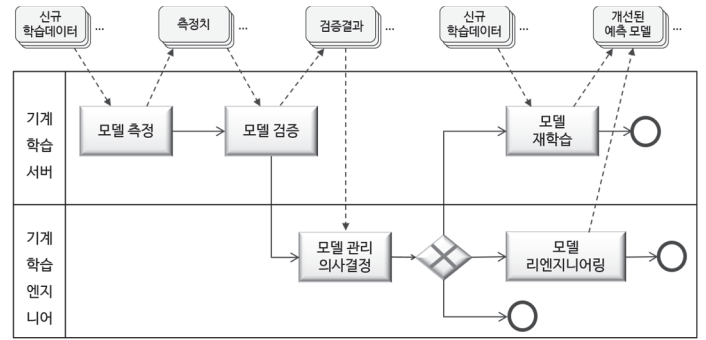 신규
학습데이터
...
측정치
...
검증결과
...
신규
학습데이터
...
개선된
예측 모델
...
기계
학습
서버
모델 측정
모델 검증
모델
재학습
기계
학습
엔지
니어
모델 관리
의사결정
모델
리엔지니어링